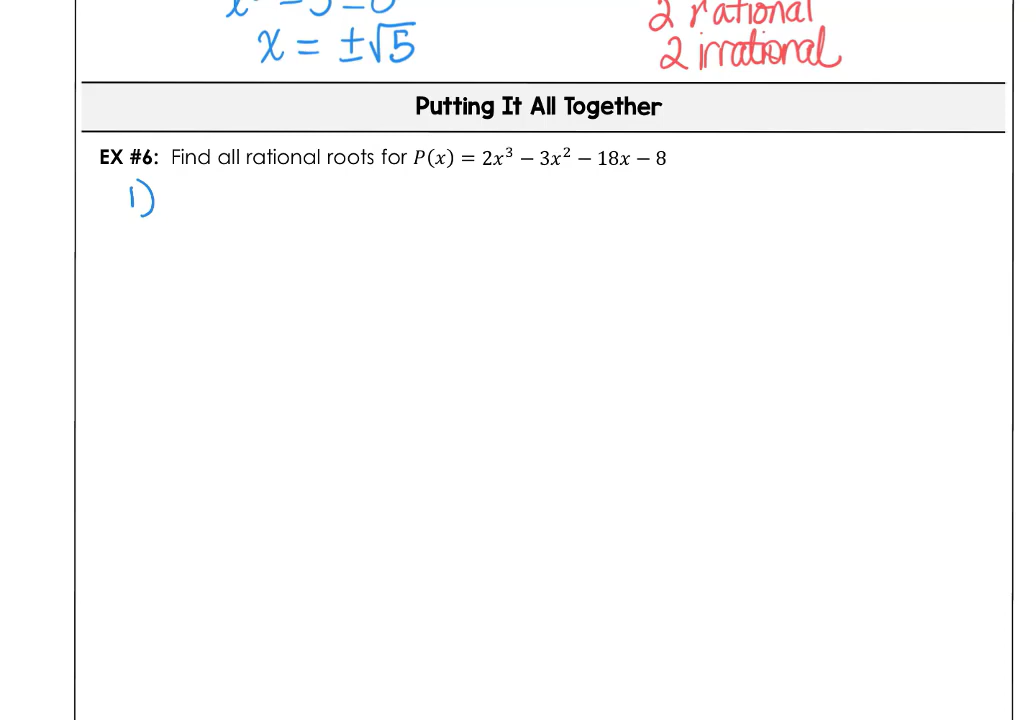 x = ±√5
2 rational
2 irrational
Putting It All Together
EX #6: Find all rational roots for P(x) = 2x³ − 3x² − 18x − 8
1)